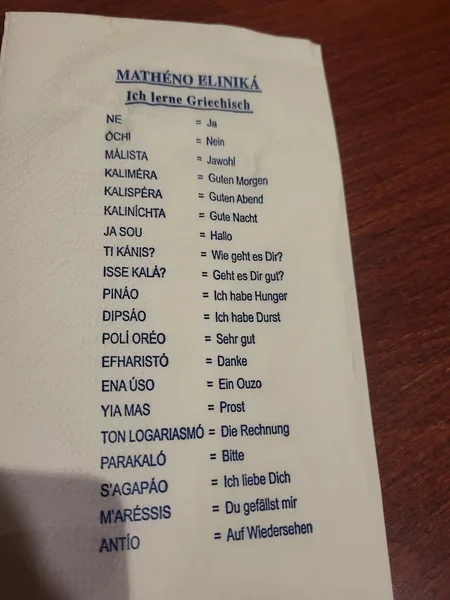 MATHÉNO ELINIKÁ
Ich lerne Griechisch
NE = Ja
ÓCHI = Nein
MÁLISTA = Jawohl
KALIMÉRA = Guten Morgen
KALISPÉRA = Guten Abend
KALINÍCHTA = Gute Nacht
JA SOU = Hallo
TI KÁNIS? = Wie geht es Dir?
ISSE KALÁ? = Geht es Dir gut?
PINÁO = Ich habe Hunger
DIPSÁO = Ich habe Durst
POLÍ ORÉO = Sehr gut
EFHARISTÓ = Danke
ENA ÚSO = Ein Ouzo
YIA MAS = Prost
TON LOGARIASMÓ = Die Rechnung
PARAKALÓ = Bitte
S'AGAPÁO = Ich liebe Dich
M'ARÉSSIS = Du gefällst mir
ANTÍO = Auf Wiedersehen